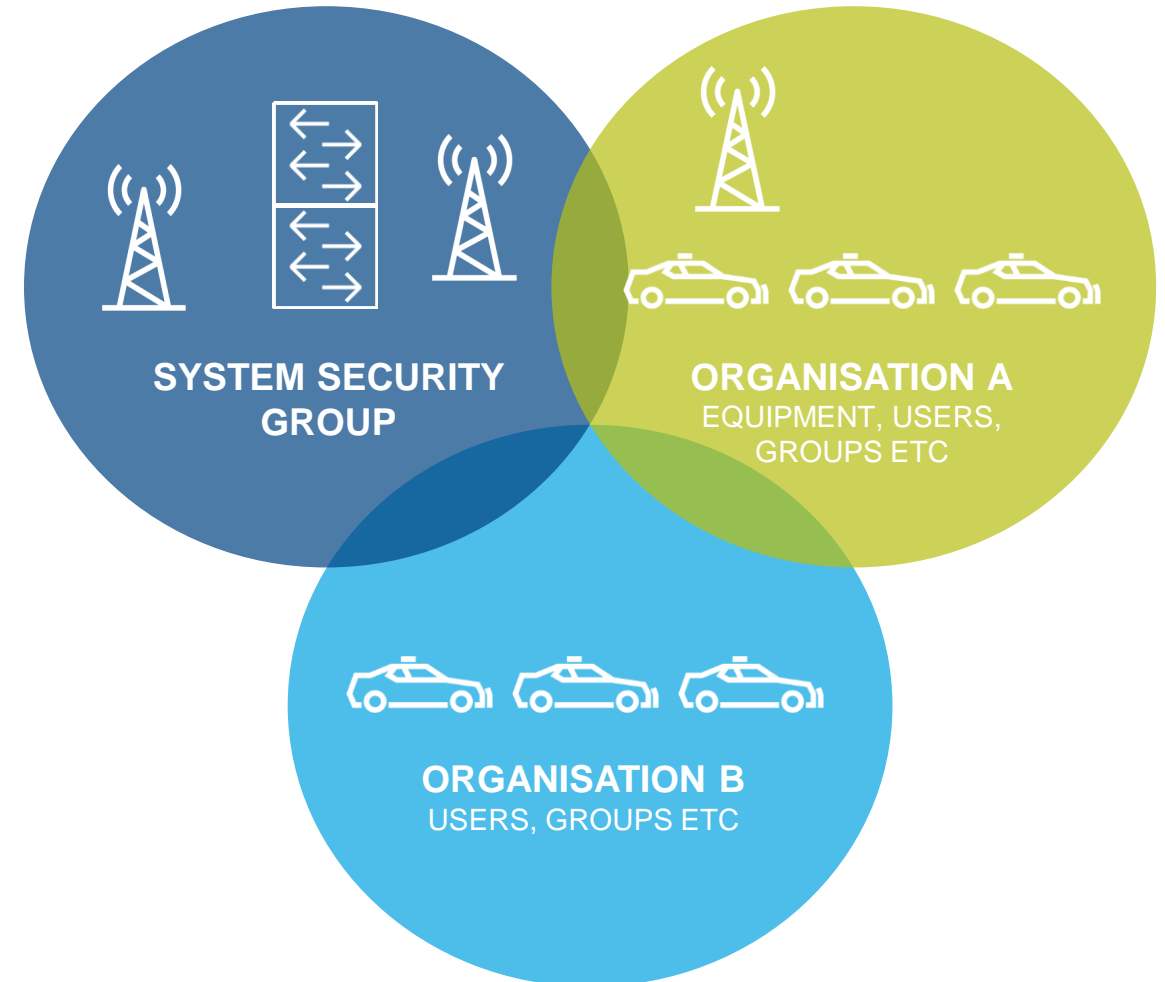 SYSTEM SECURITY
GROUP
ORGANISATION A
EQUIPMENT, USERS,
GROUPS ETC
ORGANISATION B
USERS, GROUPS ETC